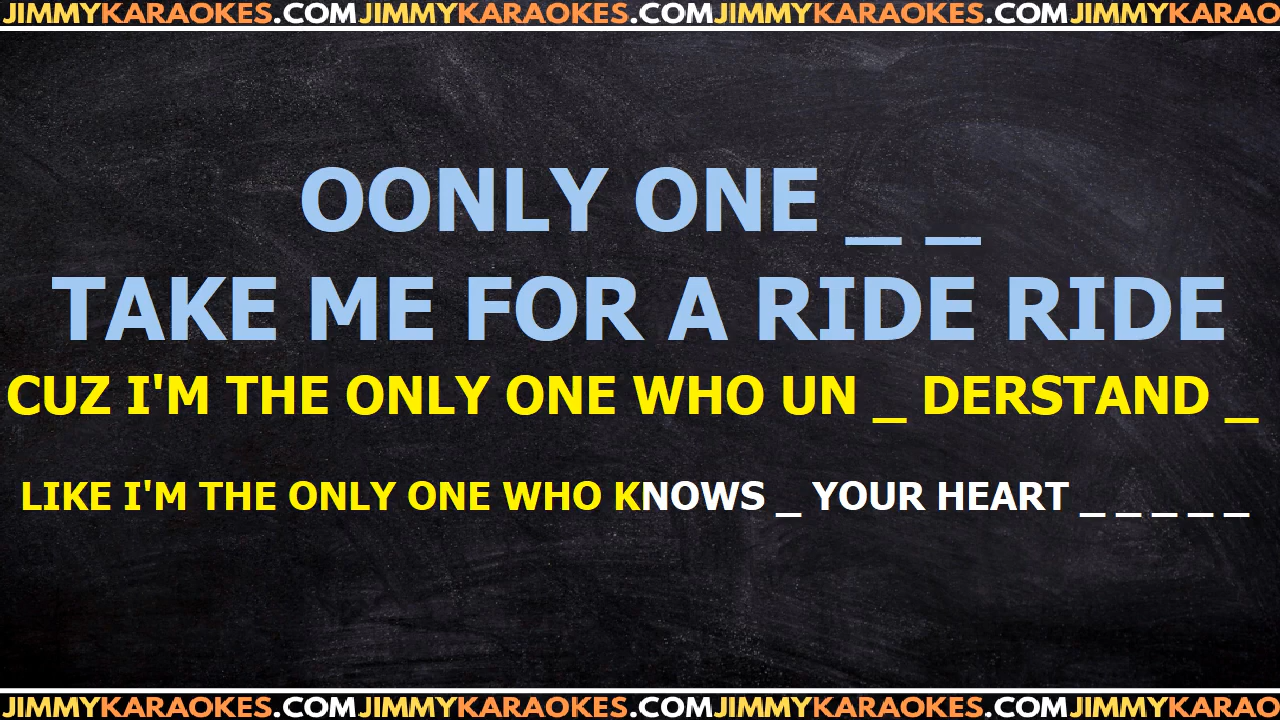 JIMMYKARAOKES.COMJIMMYKARAOKES.COMJIMMYKARAOKES.COMJIMMYKARAO
OONLY ONE _ _
TAKE ME FOR A RIDE RIDE
CUZ I'M THE ONLY ONE WHO UN _ DERSTAND _
LIKE I'M THE ONLY ONE WHO KNOWS _ YOUR HEART _ _ _ _ _
JIMMYKARAOKES.COMJIMMYKARAOKES.COMJIMMYKARAOKES.COMJIMMYKARAO